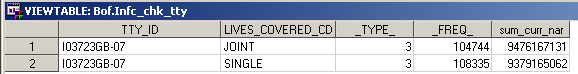 VIEWTABLE: Bof.Infc_chk_tty
TTY_ID LIVES_COVERED_CD _TYPE_ _FREQ_ sum_curr_nar
1 I03723GB-07 JOINT 3 104744 9476167131
2 I03723GB-07 SINGLE 3 108335 9379165062